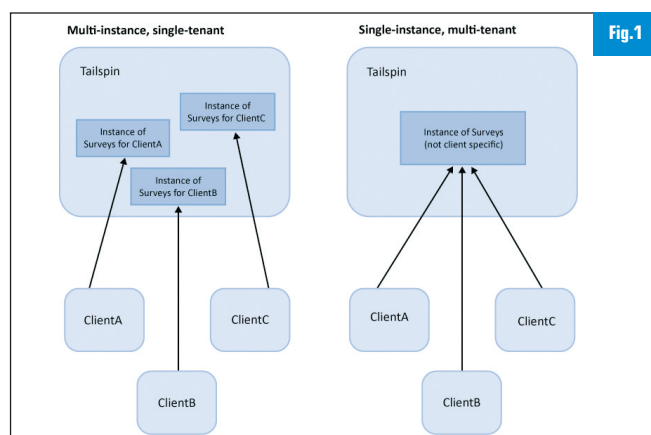 Multi-instance, single-tenant
Tailspin
Instance of
Surveys for ClientC
Instance of
Surveys for ClientA
Instance of
Surveys for ClientB
ClientA
ClientC
ClientB
Single-instance, multi-tenant
Tailspin
Instance of Surveys
(not client specific)
ClientA
ClientC
ClientB
Fig.1